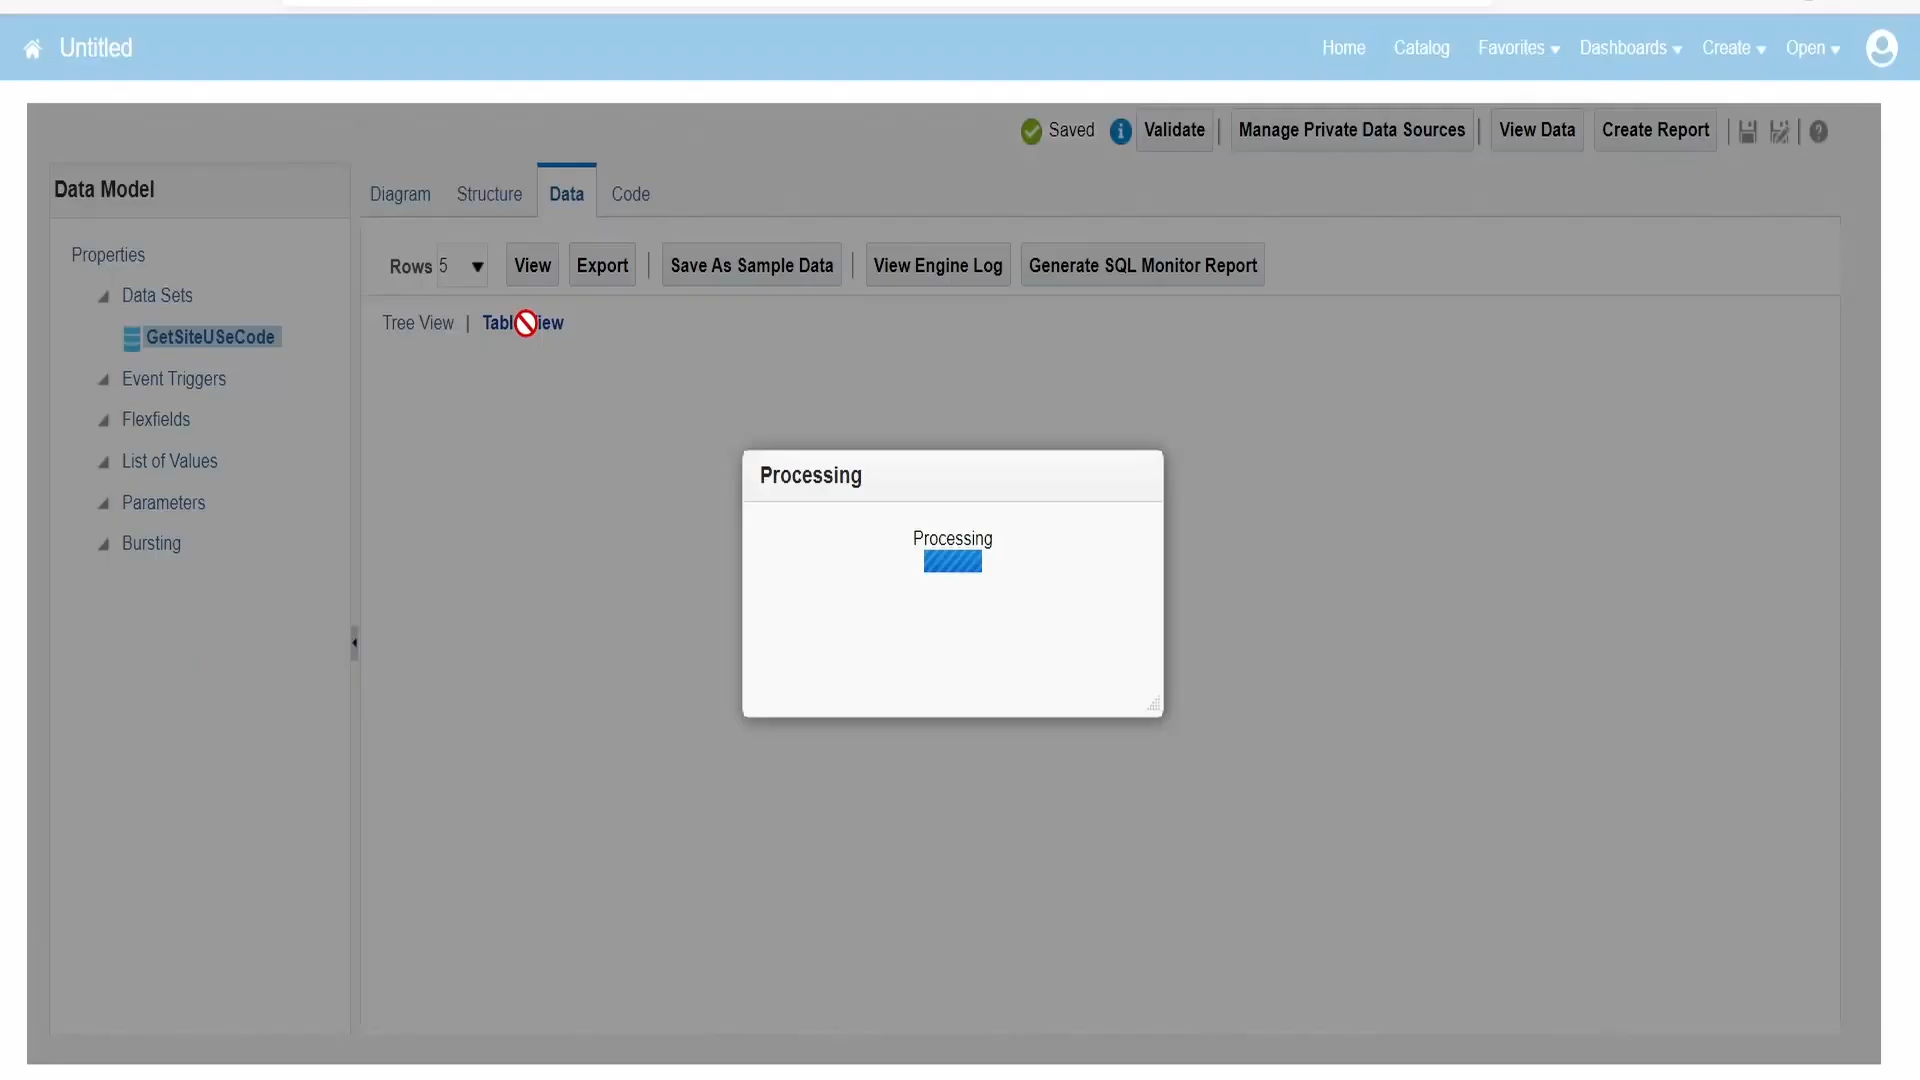 Untitled
Home Catalog Favorites Dashboards Create Open
Saved Validate Manage Private Data Sources View Data Create Report
Data Model
Diagram Structure Data Code
Properties
Data Sets
GetSiteUSeCode
Event Triggers
Flexfields
List of Values
Parameters
Bursting
Rows 5 View Export Save As Sample Data View Engine Log Generate SQL Monitor Report
Tree View |
Processing
Processing